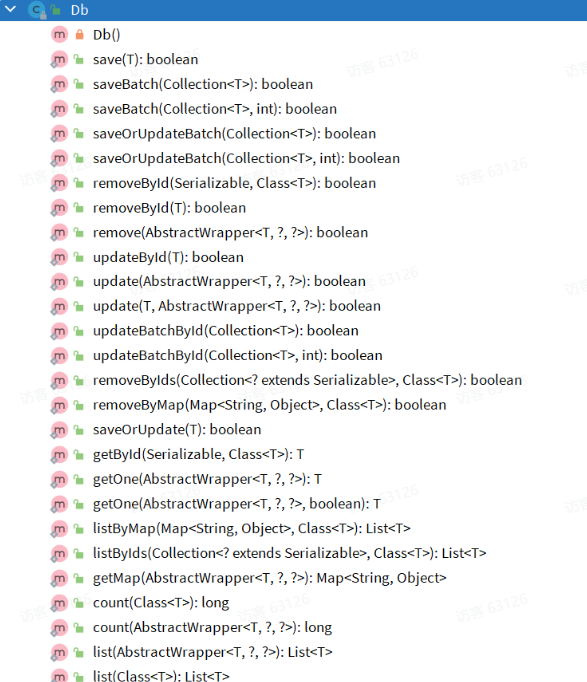 Db
Db()
save(T): boolean
saveBatch(Collection<T>): boolean
saveBatch(Collection<T>, int): boolean
saveOrUpdateBatch(Collection<T>): boolean
saveOrUpdateBatch(Collection<T>, int): boolean
removeById(Serializable, Class<T>): boolean
removeById(T): boolean
remove(AbstractWrapper<T, ?, ?>): boolean
updateById(T): boolean
update(AbstractWrapper<T, ?, ?>): boolean
update(T, AbstractWrapper<T, ?, ?>): boolean
updateBatchById(Collection<T>): boolean
updateBatchById(Collection<T>, int): boolean
removeByIds(Collection<? extends Serializable>, Class<T>): boolean
removeByMap(Map<String, Object>, Class<T>): boolean
saveOrUpdate(T): boolean
getById(Serializable, Class<T>): T
getOne(AbstractWrapper<T, ?, ?>): T
getOne(AbstractWrapper<T, ?, ?>, boolean): T
listByMap(Map<String, Object>, Class<T>): List<T>
listByIds(Collection<? extends Serializable>, Class<T>): List<T>
getMap(AbstractWrapper<T, ?, ?>): Map<String, Object>
count(Class<T>): long
count(AbstractWrapper<T, ?, ?>): long
list(AbstractWrapper<T, ?, ?>): List<T>
list(Class<T>): List<T>
访客 63126